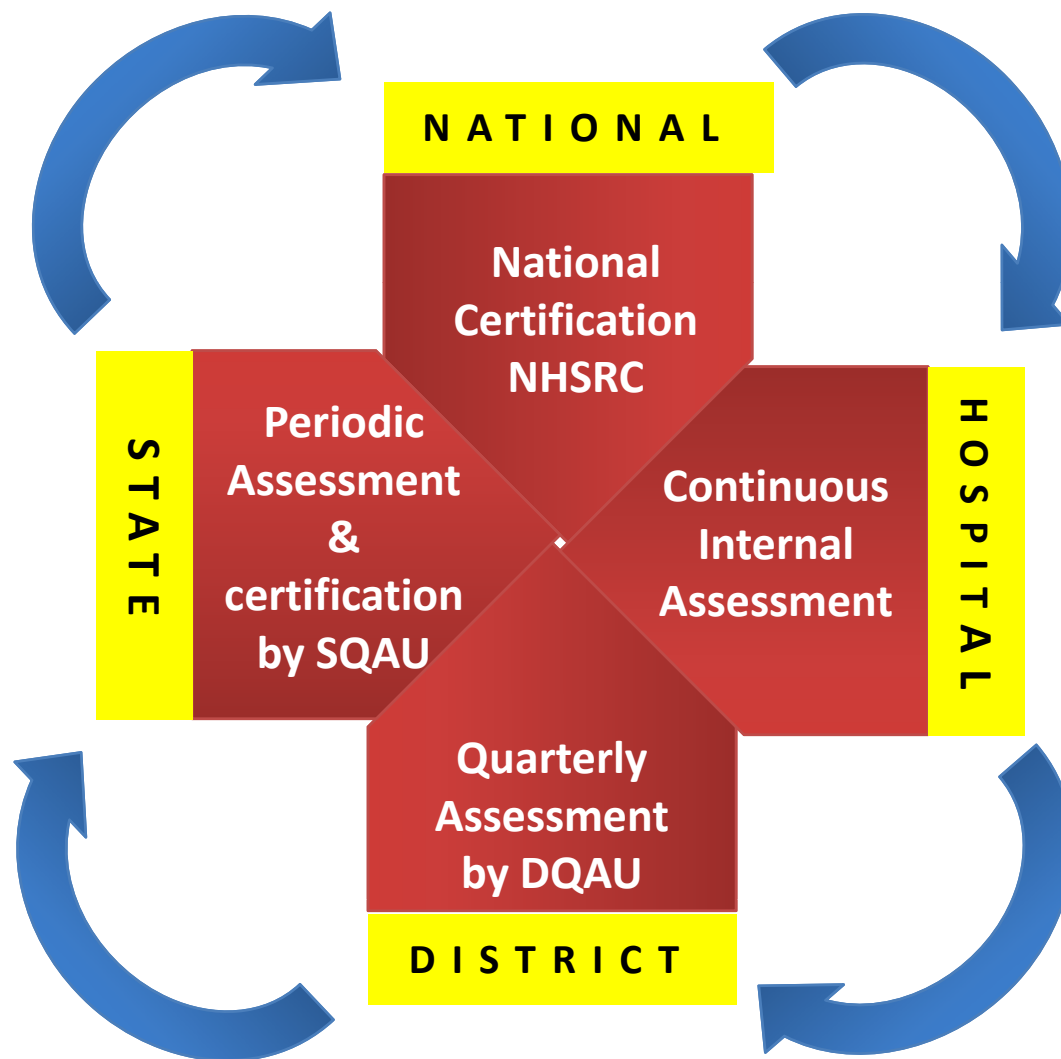 NATIONAL
National
Certification
NHSRC
STATE
Periodic
Assessment
&
certification
by SQAU
HOSPITAL
Continuous
Internal
Assessment
Quarterly
Assessment
by DQAU
DISTRICT